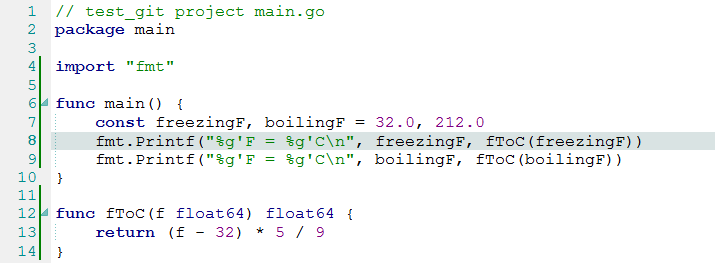 1 // test_git project main.go
2 package main
3
4 import "fmt"
5
6 func main() {
7     const freezingF, boilingF = 32.0, 212.0
8     fmt.Printf("%g'F = %g'C\n", freezingF, fToC(freezingF))
9     fmt.Printf("%g'F = %g'C\n", boilingF, fToC(boilingF))
10 }
11
12 func fToC(f float64) float64 {
13     return (f - 32) * 5 / 9
14 }